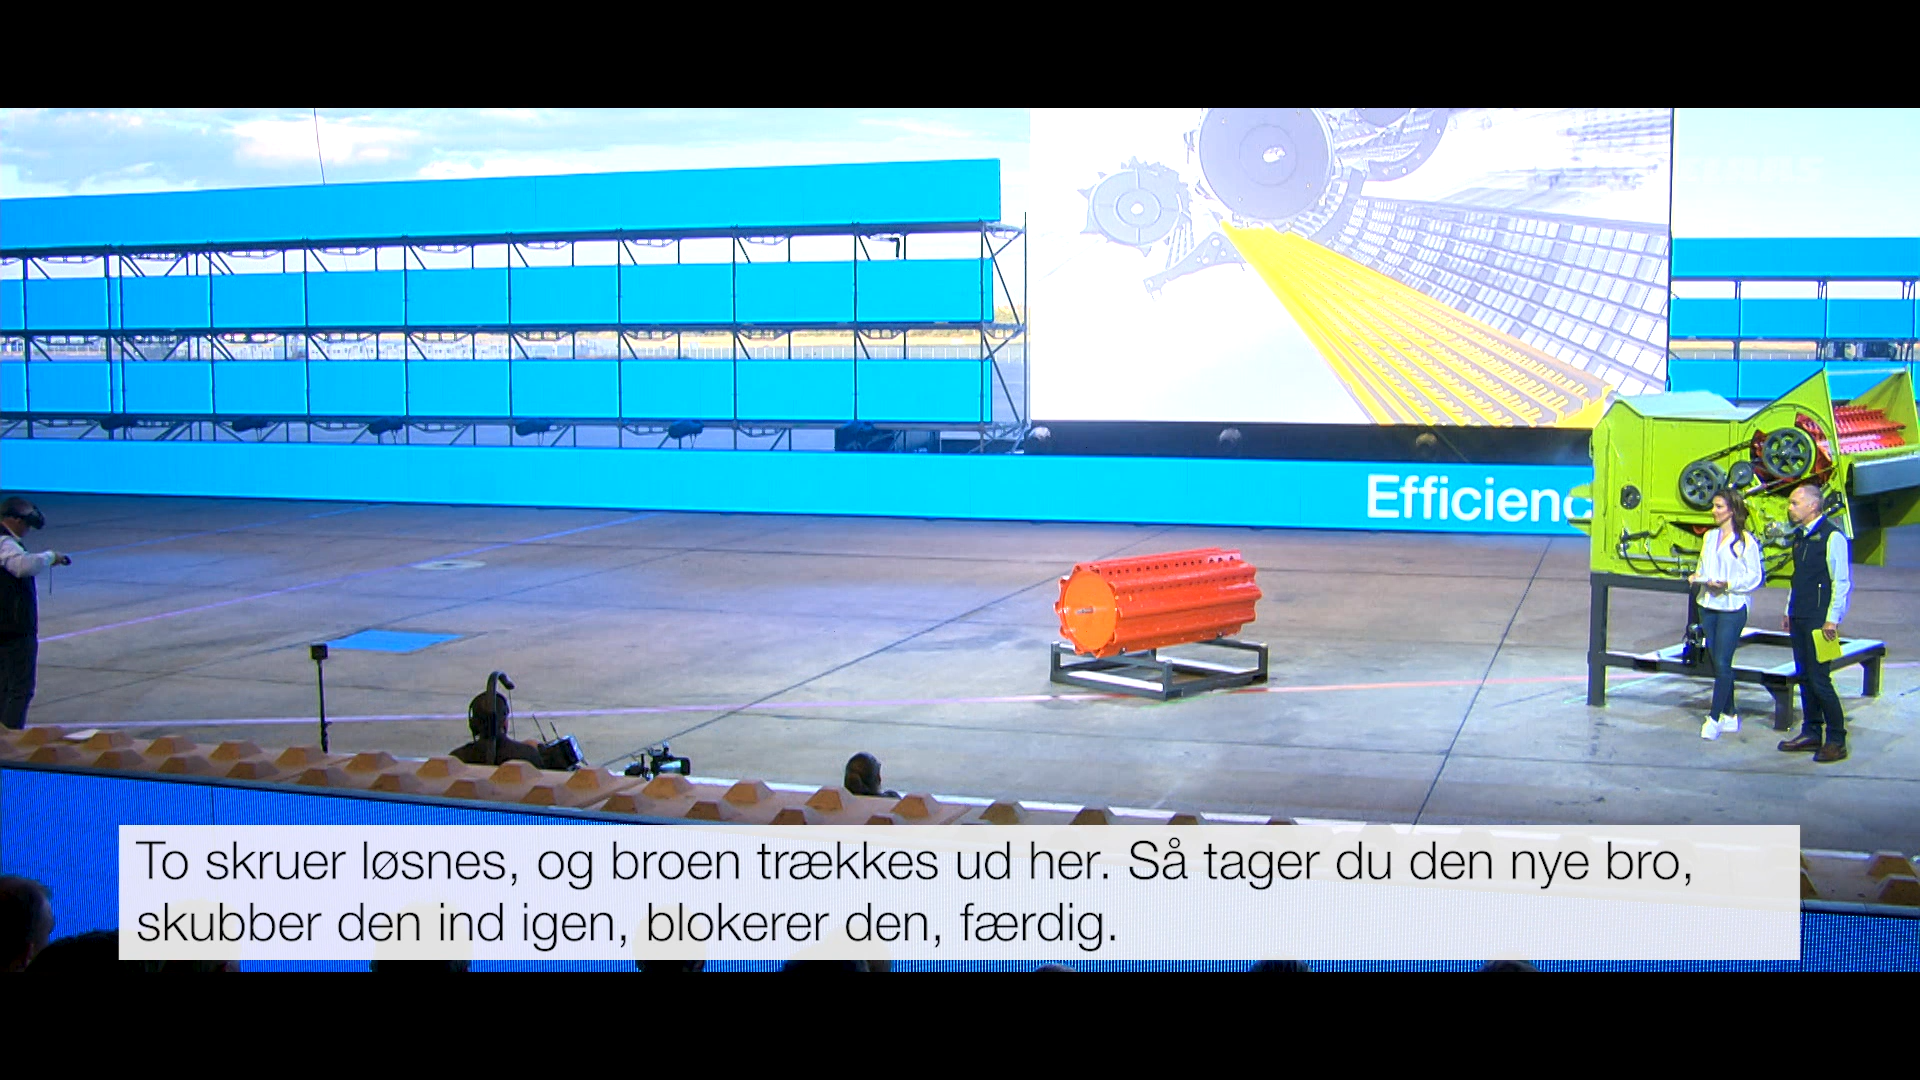 Efficienc
To skruer løsnes, og broen trækkes ud her. Så tager du den nye bro,
skubber den ind igen, blokerer den, færdig.